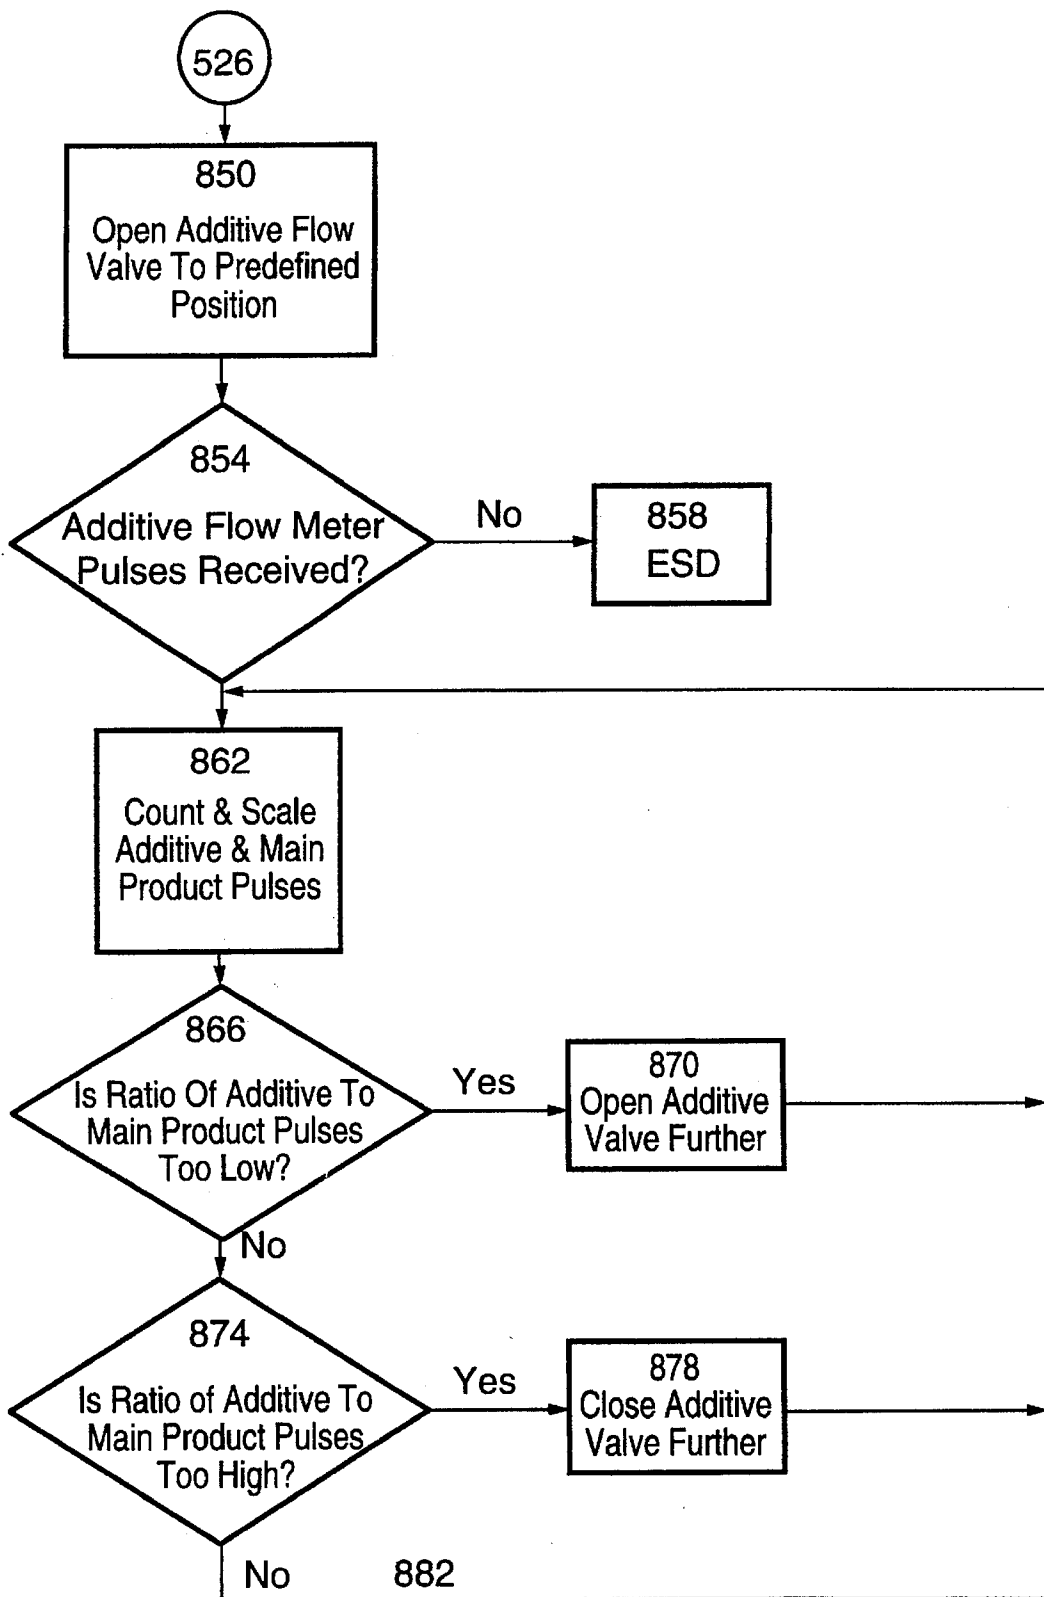 526
850
Open Additive Flow
Valve To Predefined
Position
854
Additive Flow Meter
Pulses Received?
No
858
ESD
862
Count & Scale
Additive & Main
Product Pulses
866
Is Ratio Of Additive To
Main Product Pulses
Too Low?
Yes
870
Open Additive
Valve Further
No
874
Is Ratio of Additive To
Main Product Pulses
Too High?
Yes
878
Close Additive
Valve Further
No
882